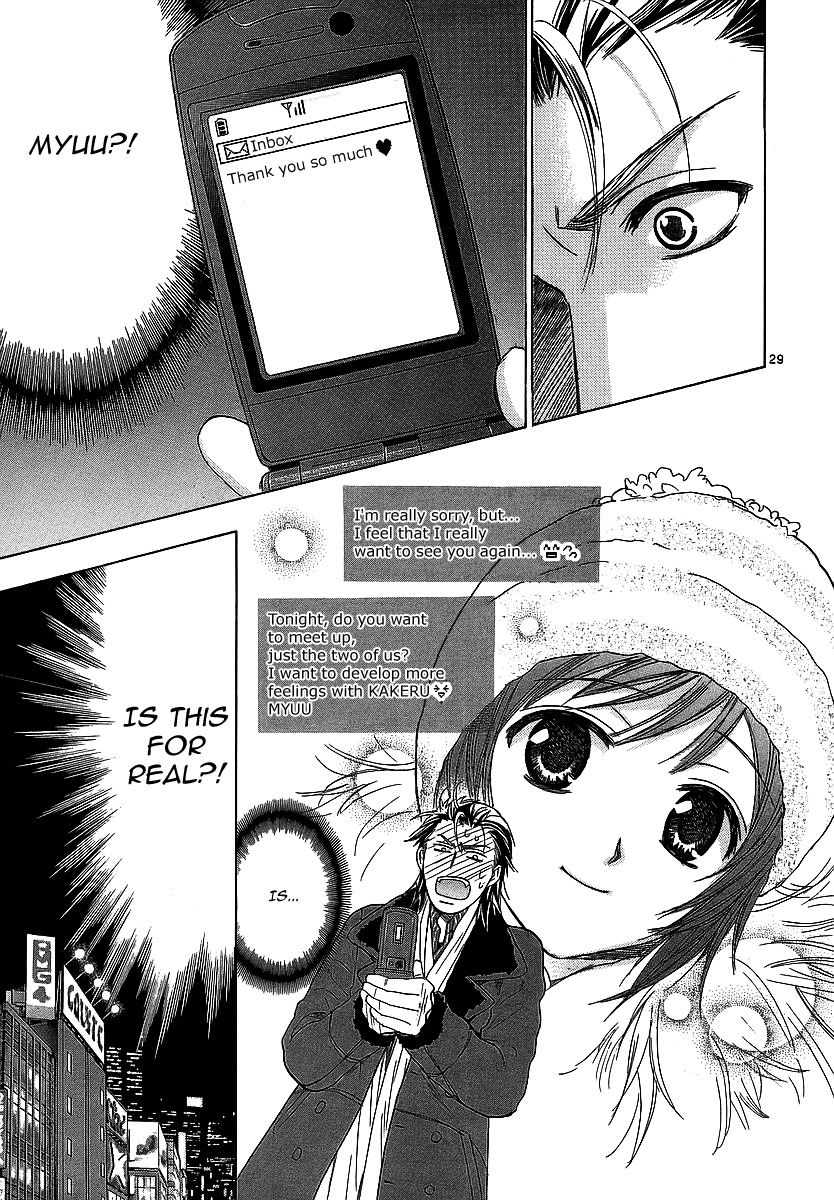 29
MYUU?!
Inbox
Thank you so much ♥
I'm really sorry, but...
I feel that I really
want to see you again...
Tonight, do you want
to meet up,
just the two of us?
I want to develop more
feelings with KAKERU
MYUU
IS...
IS THIS
FOR
REAL?!